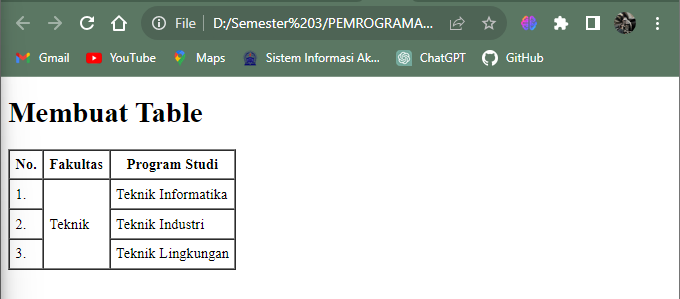 File D:/Semester%203/PEMROGRAMA...
Gmail YouTube Maps Sistem Informasi Ak... ChatGPT GitHub
Membuat Table
No. Fakultas Program Studi
1. Teknik Informatika
2. Teknik Teknik Industri
3. Teknik Lingkungan